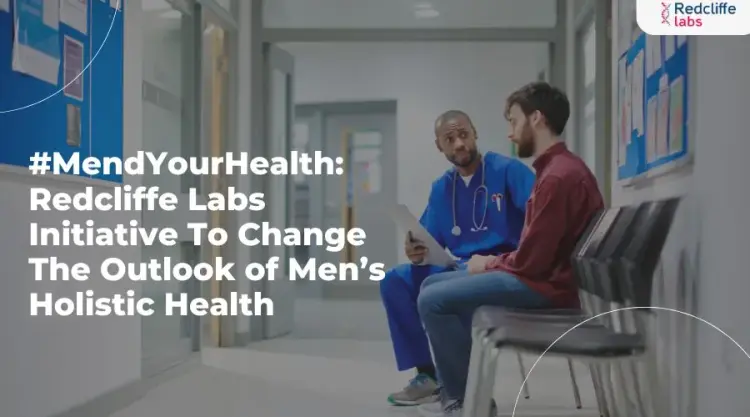 Redcliffe
labs
#MendYourHealth:
Redcliffe Labs
Initiative To Change
The Outlook of Men’s
Holistic Health